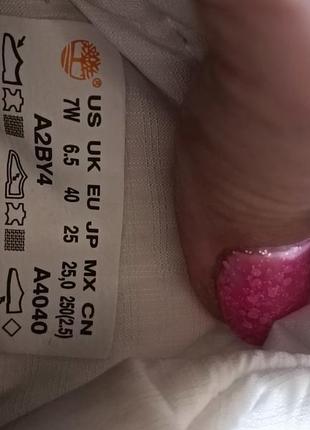 US UK EU JP MX CN
7W 6.5 40 25 25,0 250(2.5)
A2BY4 A4040